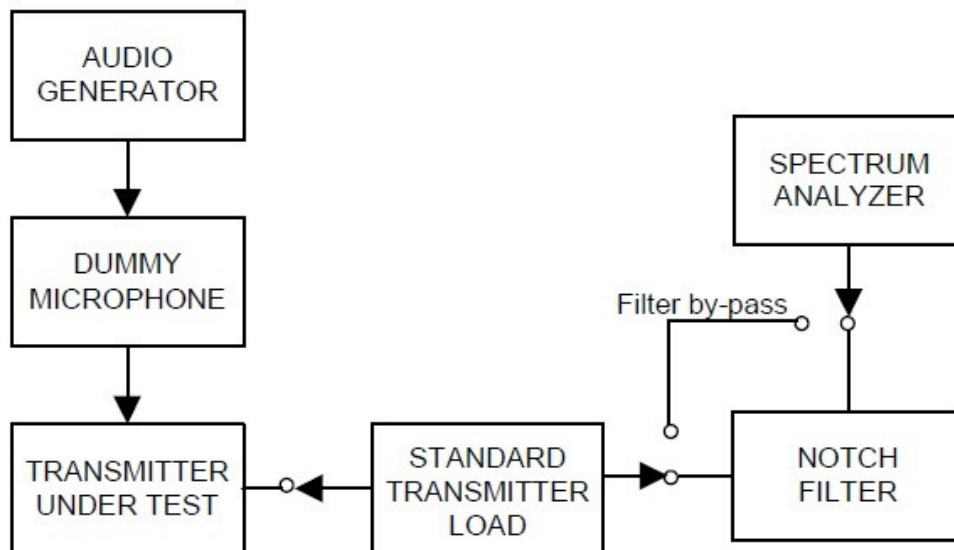 AUDIO
GENERATOR
SPECTRUM
ANALYZER
DUMMY
MICROPHONE
Filter by-pass
TRANSMITTER
UNDER TEST
STANDARD
TRANSMITTER
LOAD
NOTCH
FILTER